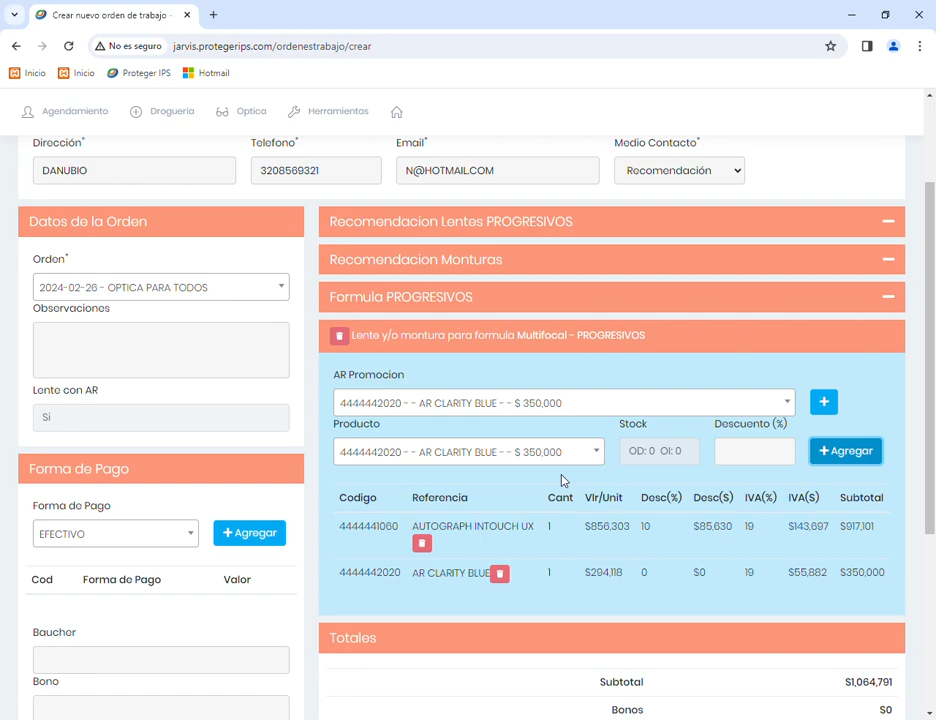 Crear nuevo orden de trabajo -
No es seguro
jarvis.protegerips.com/ordenestrabajo/crear
Inicio Inicio Proteger IPS Hotmail
Agendamiento Droguería Optica Herramientas
Dirección* Telefono* Email* Medio Contacto*
DANUBIO 3208569321 N@HOTMAIL.COM Recomendación
Datos de la Orden
Orden*
2024-02-26 - OPTICA PARA TODOS
Observaciones
Lente con AR
Si
Forma de Pago
Forma de Pago
EFECTIVO
+ Agregar
Cod Forma de Pago Valor
Baucher
Bono
Recomendacion Lentes PROGRESIVOS
Recomendacion Monturas
Formula PROGRESIVOS
Lente y/o montura para formula Multifocal - PROGRESIVOS
AR Promocion
4444442020 - - AR CLARITY BLUE - - $ 350,000
Producto Stock Descuento (%)
4444442020 - - AR CLARITY BLUE - - $ 350,000 OD: 0 OI: 0 + Agregar
Codigo Referencia Cant Vlr/Unit Desc(%) Desc($) IVA(%) IVA($) Subtotal
4444441060 AUTOGRAPH INTOUCH UX 1 $856,303 10 $85,630 19 $143,697 $917,101
4444442020 AR CLARITY BLUE 1 $294,118 0 $0 19 $55,882 $350,000
Totales
Subtotal $1,064,791
Bonos $0